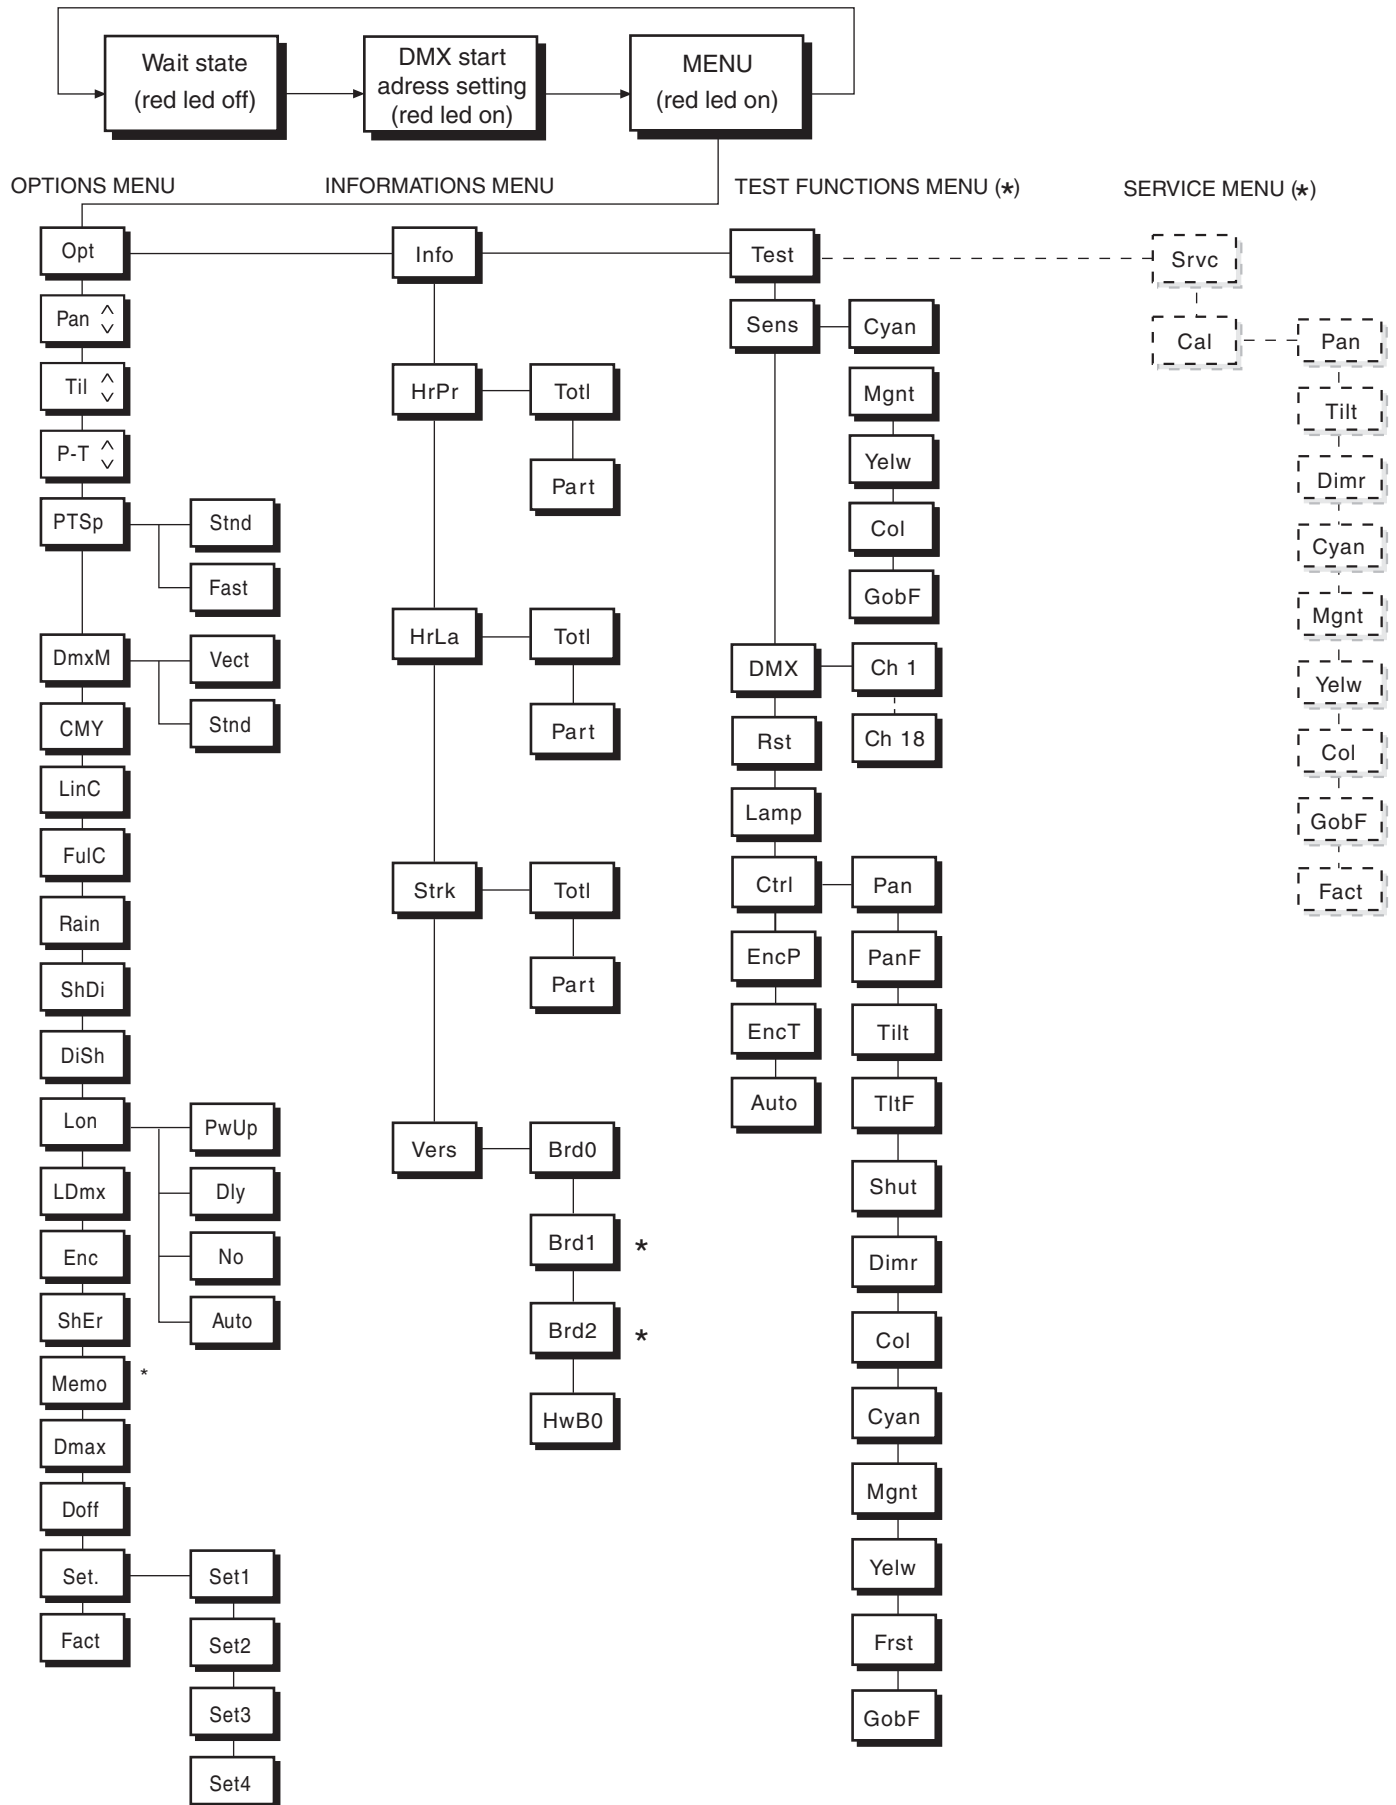 Wait state
(red led off)
DMX start
adress setting
(red led on)
MENU
(red led on)
OPTIONS MENU
Opt
Pan
Til
P-T
PTSp
Stnd
Fast
DmxM
Vect
Stnd
CMY
LinC
FulC
Rain
ShDi
DiSh
Lon
PwUp
Dly
No
Auto
LDmx
Enc
ShEr
Memo *
Dmax
Doff
Set.
Set1
Set2
Set3
Set4
Fact
INFORMATIONS MENU
Info
HrPr
Totl
Part
HrLa
Totl
Part
Strk
Totl
Part
Vers
Brd0
Brd1 *
Brd2 *
HwB0
TEST FUNCTIONS MENU (*)
Test
Sens
Cyan
Mgnt
Yelw
Col
GobF
DMX
Ch 1
Ch 18
Rst
Lamp
Ctrl
Pan
PanF
Tilt
TltF
Shut
Dimr
Col
Cyan
Mgnt
Yelw
Frst
GobF
EncP
EncT
Auto
SERVICE MENU (*)
Srvc
Cal
Pan
Tilt
Dimr
Cyan
Mgnt
Yelw
Col
GobF
Fact